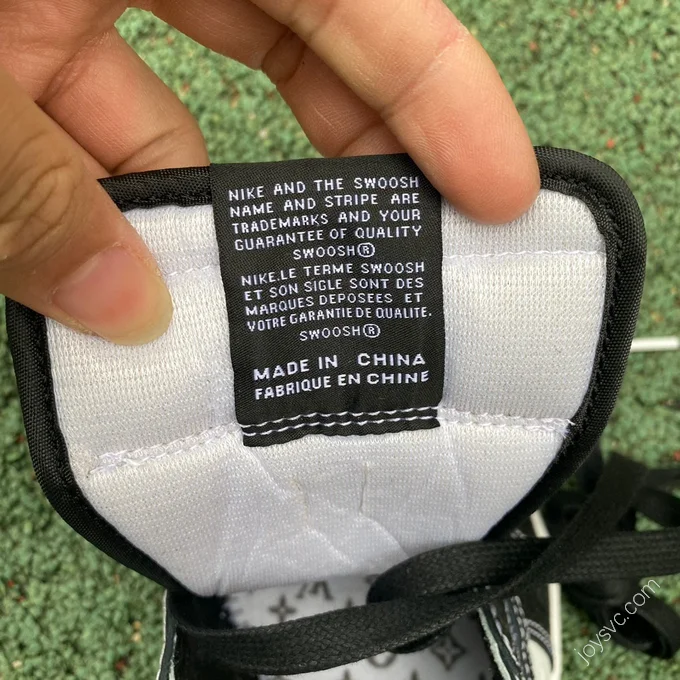 NIKE AND THE SWOOSH
NAME AND STRIPE ARE
TRADEMARKS AND YOUR
GUARANTEE OF QUALITY
SWOOSH®
NIKE.LE TERME SWOOSH
ET SON SIGLE SONT DES
MARQUES DEPOSEES ET
VOTRE GARANTIE DE QUALITE.
SWOOSH®
MADE IN CHINA
FABRIQUE EN CHINE
joysvc.com